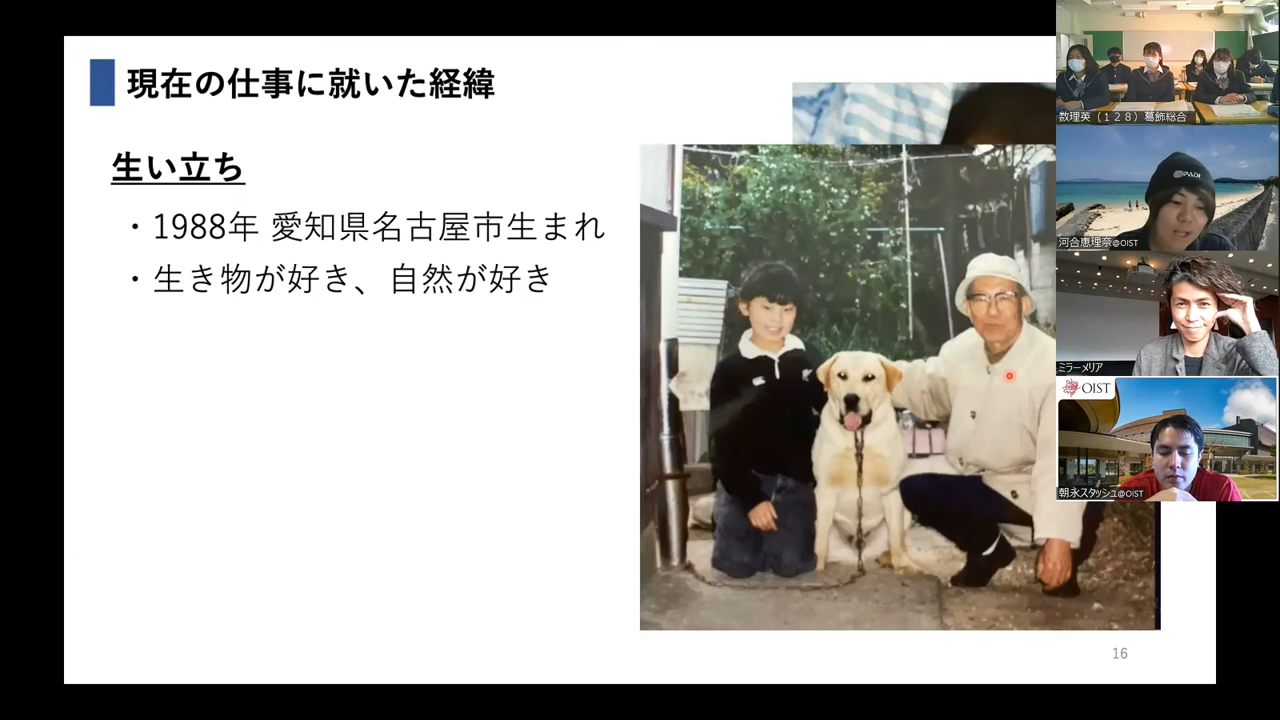 現在の仕事に就いた経緯
生い立ち
・1988年 愛知県名古屋市生まれ
・生き物が好き、自然が好き
16
数理英（１２８）葛飾総合
PADI
河合恵理奈@OIST
ミラーメリア
OIST
朝永スタッシュ@OIST